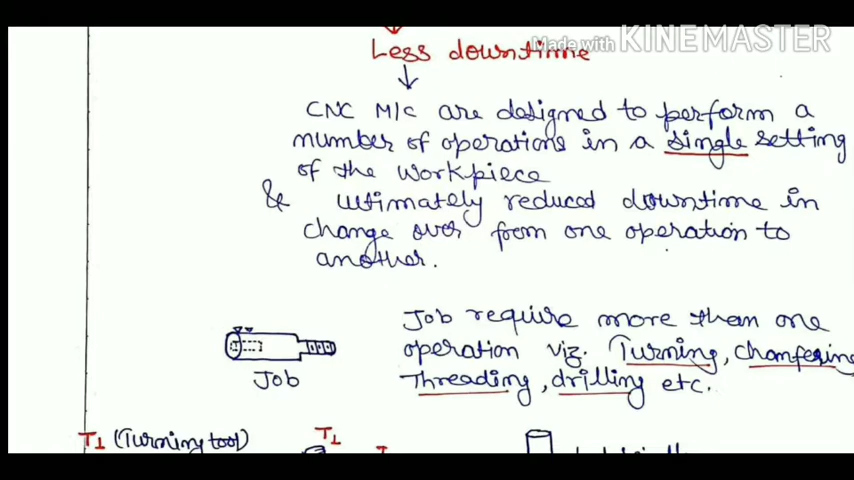 Less downtime
Made with KINEMASTER
CNC M/C are designed to perform a
number of operations in a single setting
of the workpiece
& ultimately reduced downtime in
change over from one operation to
another.
Job require more than one
operation viz. Turning, chamfering
Threading, drilling etc.
Job
T1 (Turning tool)
T1